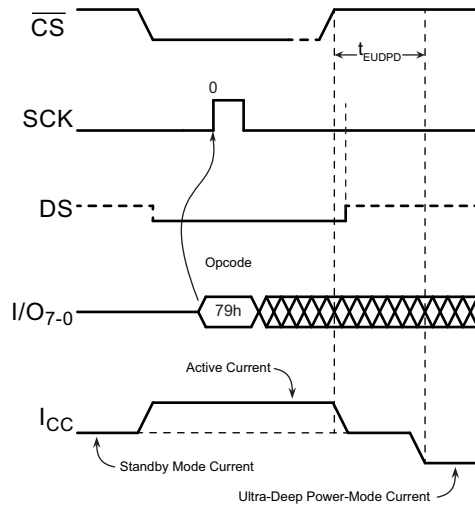 CS
tEUDPD
0
SCK
DS
Opcode
I/O7-0
79h
Active Current
ICC
Standby Mode Current
Ultra-Deep Power-Mode Current